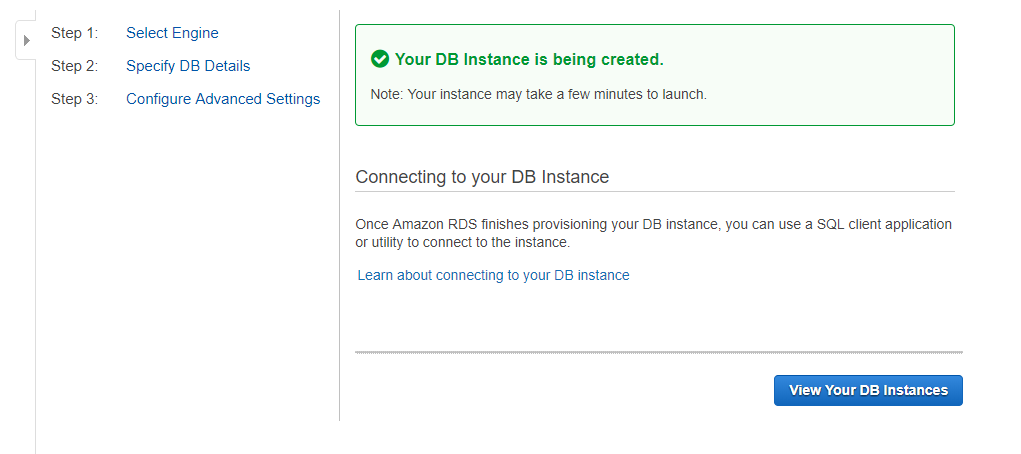 Step 1: Select Engine
Step 2: Specify DB Details
Step 3: Configure Advanced Settings
Your DB Instance is being created.
Note: Your instance may take a few minutes to launch.
Connecting to your DB Instance
Once Amazon RDS finishes provisioning your DB instance, you can use a SQL client application
or utility to connect to the instance.
Learn about connecting to your DB instance
View Your DB Instances